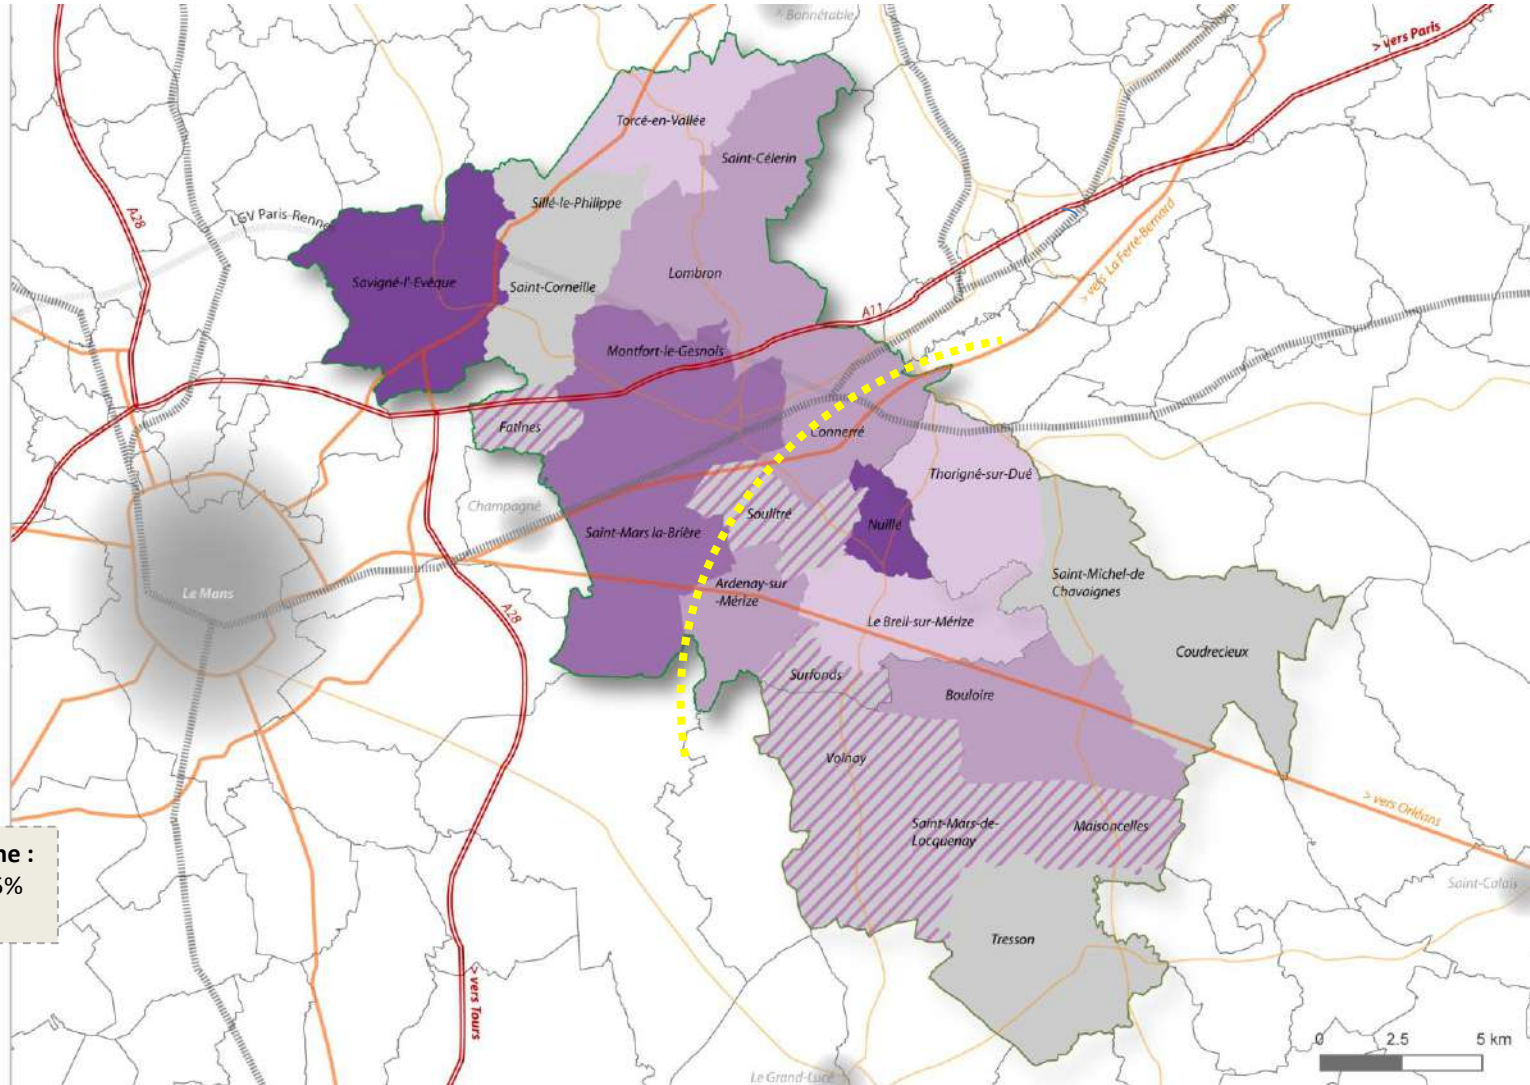 Bonnétable
> vers Paris
Torcé-en-Vallée
Saint-Célerin
Sillé-le-Philippe
A28
LGV Paris-Rennes
> vers La Ferté-Bernard
Savigné-l'-Evêque
Saint-Corneille
Lombron
A11
Montfort-le-Gesnois
Fatines
Connerré
Thorigné-sur-Dué
Champagné
Soulitré
Nuillé
Saint-Mars la-Brière
Ardenay-sur
-Mérize
Saint-Michel-de
Chavaignes
Le Mans
A28
Le Breil-sur-Mérize
Coudrecieux
Surfonds
Bouloire
Volnay
> vers Orléans
Saint-Mars-de-
Locquenay
Maisoncelles
ne :
5%
Saint-Calais
Tresson
> vers Tours
0 2.5 5 km
Le Grand-Lucé